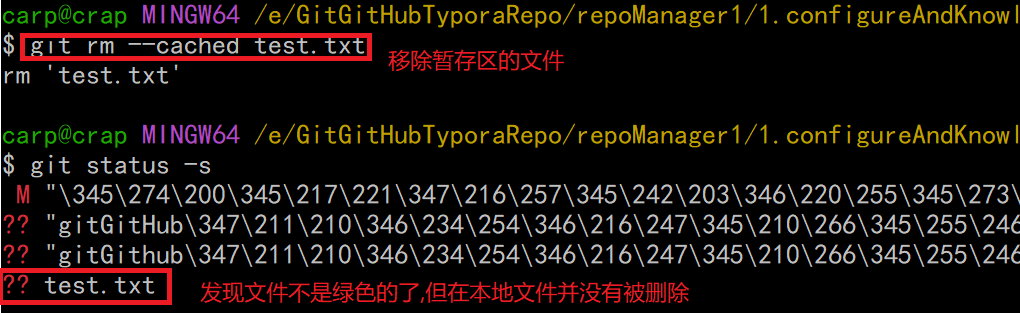 carp@crap MINGW64 /e/GitGitHubTyporaRepo/repoManager1/1.configureAndKnowl
$ git rm --cached test.txt
移除暂存区的文件
rm 'test.txt'
carp@crap MINGW64 /e/GitGitHubTyporaRepo/repoManager1/1.configureAndKnowl
$ git status -s
M "\345\274\200\345\217\221\347\216\257\345\242\203\346\220\255\345\273\
?? "gitGitHub\347\211\210\346\234\254\346\216\247\345\210\266\345\255\246
?? "gitGithub\347\211\210\346\234\254\346\216\247\345\210\266\345\255\246
?? test.txt
发现文件不是绿色的了,但在本地文件并没有被删除